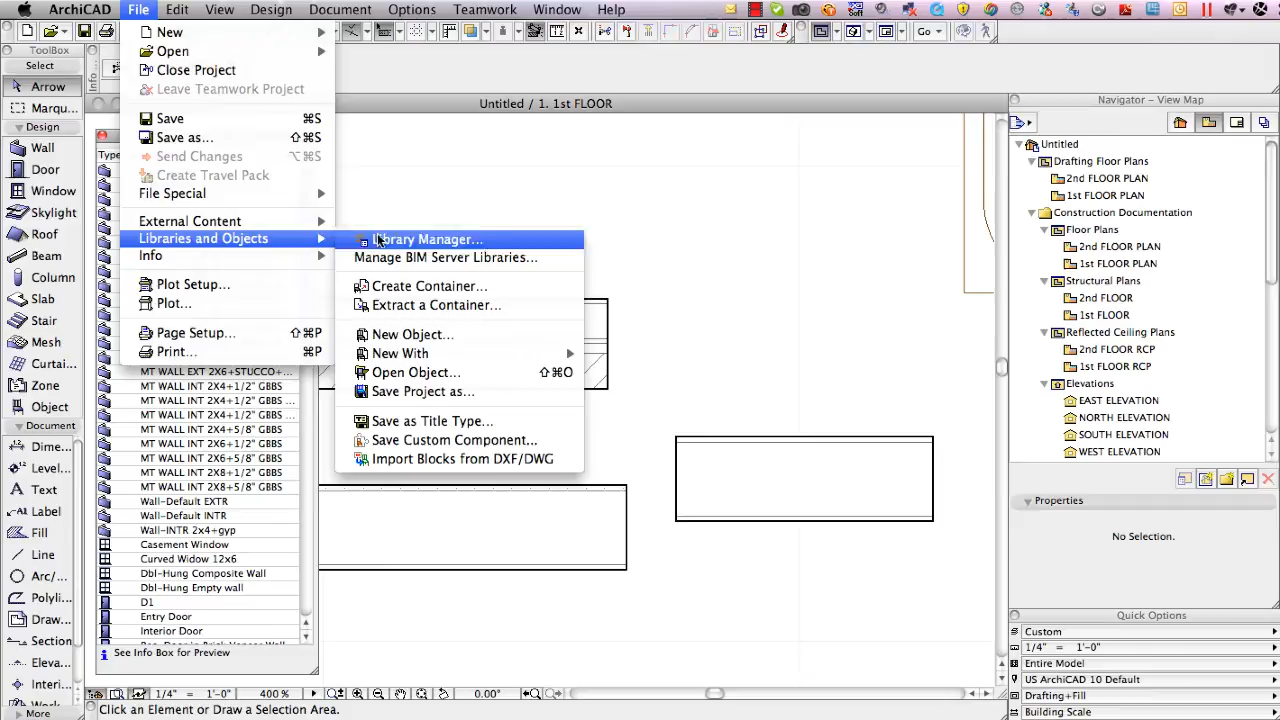 ArchiCAD File Edit View Design Document Options Teamwork Window Help
Go
ToolBox
Select
Arrow
Marqu...
Design
Wall
Door
Window
Skylight
Roof
Beam
Column
Slab
Stair
Mesh
Curtai...
Zone
Object
Document
Dime...
Level...
Text
Label
Fill
Line
Arc/...
Polyli...
Draw...
Section
Eleva...
Interi...
More
Info
New
Open
Close Project
Leave Teamwork Project
Save ⌘S
Save as... ⇧⌘S
Send Changes ⌥⌘S
Create Travel Pack
File Special
External Content
Libraries and Objects
Info
Plot Setup...
Plot...
Page Setup... ⇧⌘P
Print... ⌘P
Library Manager...
Manage BIM Server Libraries...
Create Container...
Extract a Container...
New Object...
New With
Open Object... ⇧⌘O
Save Project as...
Save as Title Type...
Save Custom Component...
Import Blocks from DXF/DWG
Untitled / 1. 1st FLOOR
Type
MT WALL EXT 2X6+STUCCO+...
MT WALL INT 2X4+1/2" GBBS
MT WALL INT 2X4+1/2" GBBS ...
MT WALL INT 2X4+1/2" GBBS ...
MT WALL INT 2X4+5/8" GBBS
MT WALL INT 2X6+1/2" GBBS
MT WALL INT 2X6+5/8" GBBS
MT WALL INT 2X8+1/2" GBBS
MT WALL INT 2X8+5/8" GBBS
Wall-Default EXTR
Wall-Default INTR
Wall-INTR 2x4+gyp
Casement Window
Curved Widow 12x6
Dbl-Hung Composite Wall
Dbl-Hung Empty wall
D1
Entry Door
Interior Door
See Info Box for Preview
1/4" = 1'-0" 400 % 0.00°
Click an Element or Draw a Selection Area.
Navigator - View Map
Untitled
Drafting Floor Plans
2nd FLOOR PLAN
1st FLOOR PLAN
Construction Documentation
Floor Plans
2nd FLOOR PLAN
1st FLOOR PLAN
Structural Plans
2nd FLOOR
1st FLOOR
Reflected Ceiling Plans
2nd FLOOR RCP
1st FLOOR RCP
Elevations
EAST ELEVATION
NORTH ELEVATION
SOUTH ELEVATION
WEST ELEVATION
Properties
No Selection.
Quick Options
Custom
1/4" = 1'-0"
Entire Model
US ArchiCAD 10 Default
Drafting+Fill
Building Scale